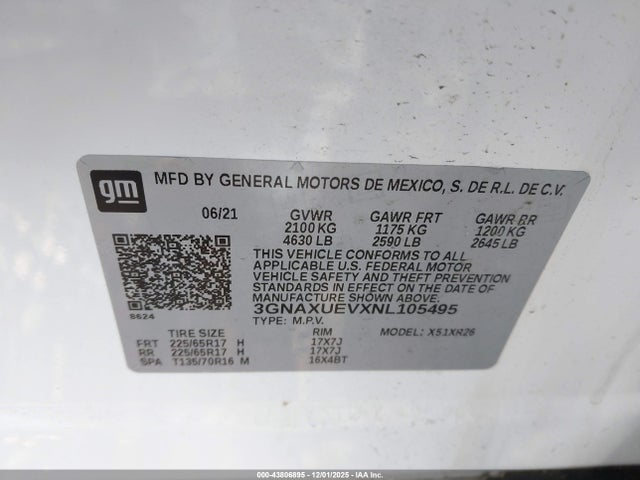 gm MFD BY GENERAL MOTORS DE MEXICO, S. DE R.L. DE C.V.
06/21 GVWR GAWR FRT GAWR RR
2100 KG 1175 KG 1200 KG
4630 LB 2590 LB 2645 LB
THIS VEHICLE CONFORMS TO ALL
APPLICABLE U.S. FEDERAL MOTOR
VEHICLE SAFETY AND THEFT PREVENTION
STANDARDS IN EFFECT ON THE DATE OF
MANUFACTURE SHOWN ABOVE.
8624 3GNAXUEVXNL105495
TYPE: M.P.V. MODEL: X51XR26
TIRE SIZE RIM
FRT 225/65R17 H 17X7J
RR 225/65R17 H 17X7J
SPA T135/70R16 M 16X4BT
000-43806895 - 12/01/2025 - IAA Inc.